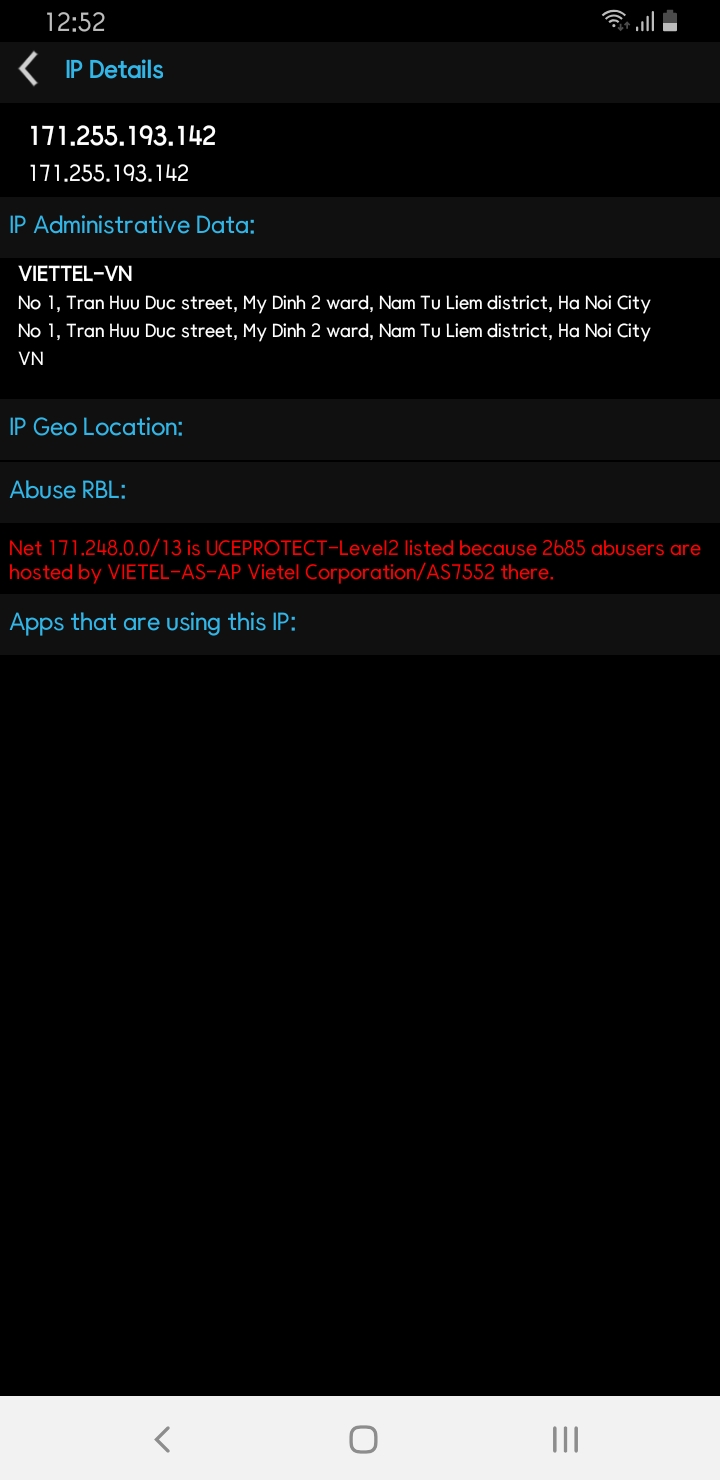 12:52
IP Details
171.255.193.142
171.255.193.142
IP Administrative Data:
VIETTEL-VN
No 1, Tran Huu Duc street, My Dinh 2 ward, Nam Tu Liem district, Ha Noi City
No 1, Tran Huu Duc street, My Dinh 2 ward, Nam Tu Liem district, Ha Noi City
VN
IP Geo Location:
Abuse RBL:
Net 171.248.0.0/13 is UCEPROTECT-Level2 listed because 2685 abusers are
hosted by VIETEL-AS-AP Vietel Corporation/AS7552 there.
Apps that are using this IP: